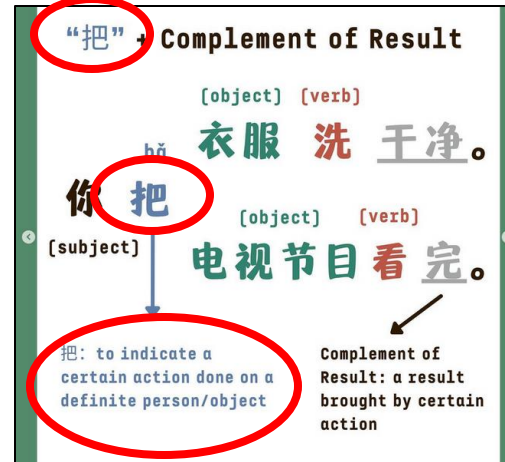 “把” + Complement of Result
(object) (verb)
衣服 洗 干净。
bǎ
你 把
(subject)
(object) (verb)
电视节目看 完。
把: to indicate a
certain action done on a
definite person/object
Complement of
Result: a result
brought by certain
action